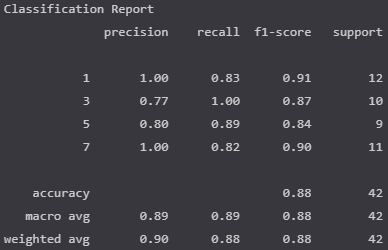 Classification Report
precision recall f1-score support
1 1.00 0.83 0.91 12
3 0.77 1.00 0.87 10
5 0.80 0.89 0.84 9
7 1.00 0.82 0.90 11
accuracy 0.88 42
macro avg 0.89 0.89 0.88 42
weighted avg 0.90 0.88 0.88 42